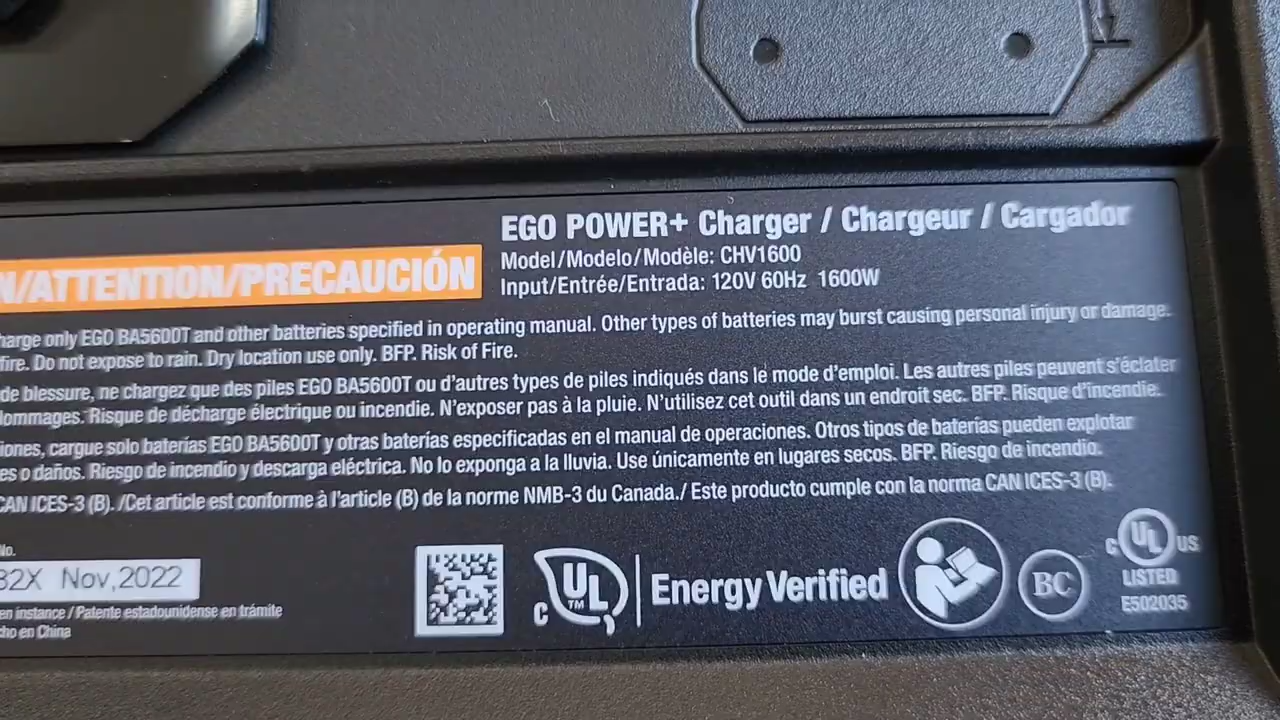 EGO POWER+ Charger / Chargeur / Cargador
Model/Modelo/Modèle: CHV1600
Input/Entrée/Entrada: 120V 60Hz 1600W
N/ATTENTION/PRECAUCIÓN
harge only EGO BA5600T and other batteries specified in operating manual. Other types of batteries may burst causing personal injury or damage.
fire. Do not expose to rain. Dry location use only. BFP. Risk of Fire.
de blessure, ne chargez que des piles EGO BA5600T ou d'autres types de piles indiqués dans le mode d'emploi. Les autres piles peuvent s'éclater
dommages. Risque de décharge électrique ou incendie. N'exposer pas à la pluie. N'utilisez cet outil dans un endroit sec. BFP. Risque d'incendie.
iones, cargue solo baterías EGO BA5600T y otras baterías especificadas en el manual de operaciones. Otros tipos de baterías pueden explotar
es o daños. Riesgo de incendio y descarga eléctrica. No lo exponga a la lluvia. Use únicamente en lugares secos. BFP. Riesgo de incendio.
CAN ICES-3 (B). /Cet article est conforme à l'article (B) de la norme NMB-3 du Canada./ Este producto cumple con la norma CAN ICES-3 (B).
No.
32X Nov,2022
en instance / Patente estadounidense en trámite
cho en China
C UL TM
Energy Verified
BC
C UL US
LISTED
E502035